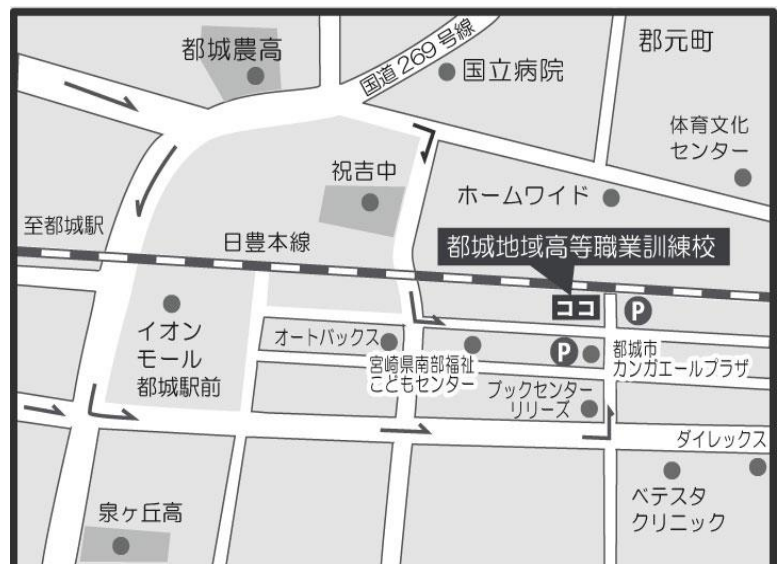 都城農高
国道269号線
国立病院
郡元町
体育文化
センター
祝吉中
ホームワイド
至都城駅
日豊本線
都城地域高等職業訓練校
ココ
P
イオン
モール
都城駅前
オートバックス
宮崎県南部福祉
こどもセンター
P
都城市
カンガエールプラザ
ブックセンター
リリーズ
ダイレックス
ベテスタ
クリニック
泉ヶ丘高